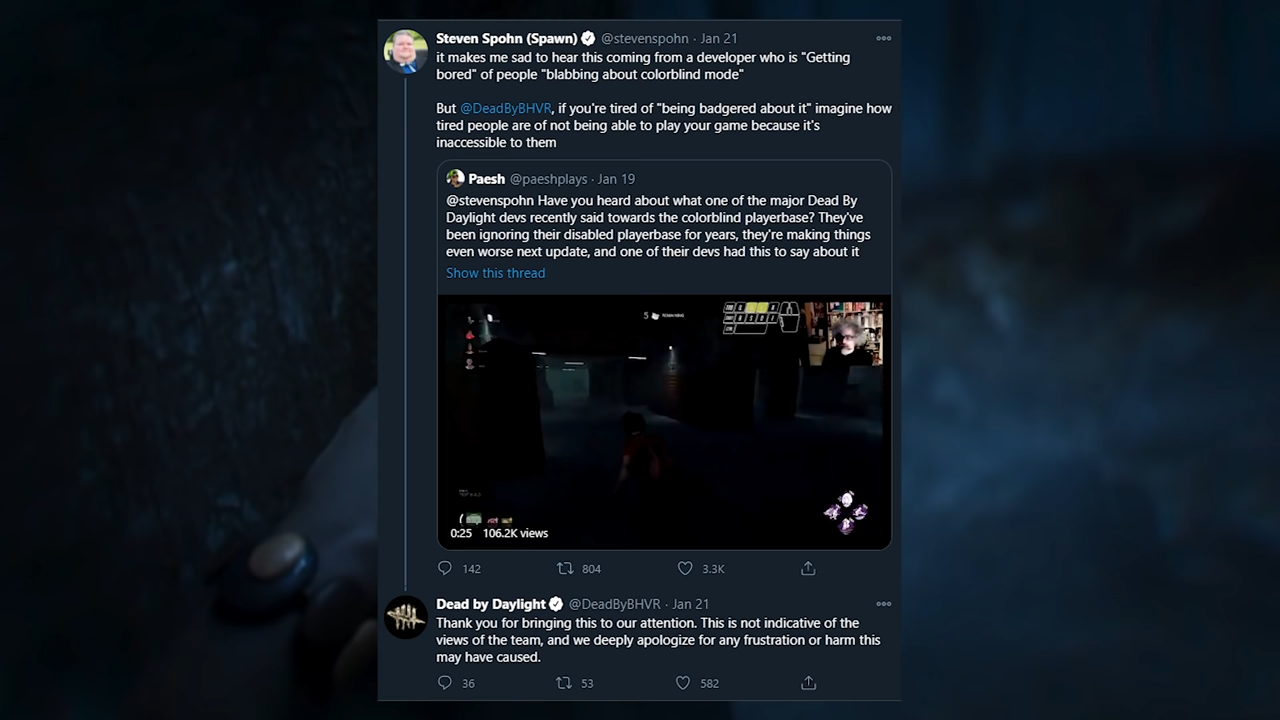 Steven Spohn (Spawn) @stevenspohn · Jan 21
it makes me sad to hear this coming from a developer who is "Getting
bored" of people "blabbing about colorblind mode"
But @DeadByBHVR, if you're tired of "being badgered about it" imagine how
tired people are of not being able to play your game because it's
inaccessible to them
Paesh @paeshplays · Jan 19
@stevenspohn Have you heard about what one of the major Dead By
Daylight devs recently said towards the colorblind playerbase? They've
been ignoring their disabled playerbase for years, they're making things
even worse next update, and one of their devs had this to say about it
Show this thread
5
0:25 106.2K views
142 804 3.3K
Dead by Daylight @DeadByBHVR · Jan 21
Thank you for bringing this to our attention. This is not indicative of the
views of the team, and we deeply apologize for any frustration or harm this
may have caused.
36 53 582